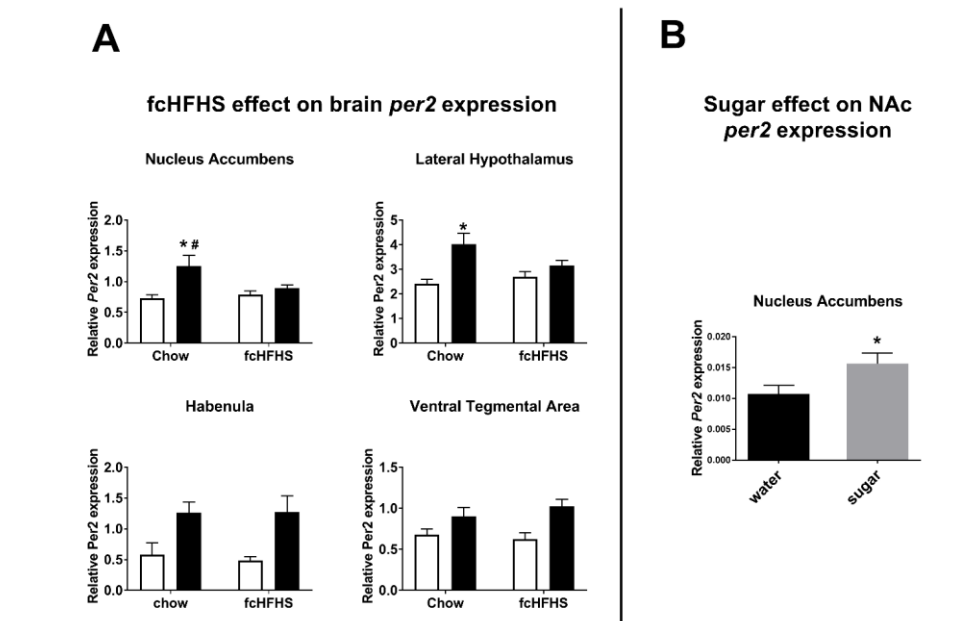 A
fcHFHS effect on brain per2 expression
Nucleus Accumbens
Relative Per2 expression
2.0
1.5
1.0
0.5
0.0
* #
Chow
fcHFHS
Lateral Hypothalamus
Relative Per2 expression
5
4
3
2
1
0
*
Chow
fcHFHS
Habenula
Relative Per2 expression
2.0
1.5
1.0
0.5
0.0
chow
fcHFHS
Ventral Tegmental Area
Relative Per2 expression
1.5
1.0
0.5
0.0
Chow
fcHFHS
B
Sugar effect on NAc
per2 expression
Nucleus Accumbens
Relative Per2 expression
0.020
0.015
0.010
0.005
0.000
*
water
sugar